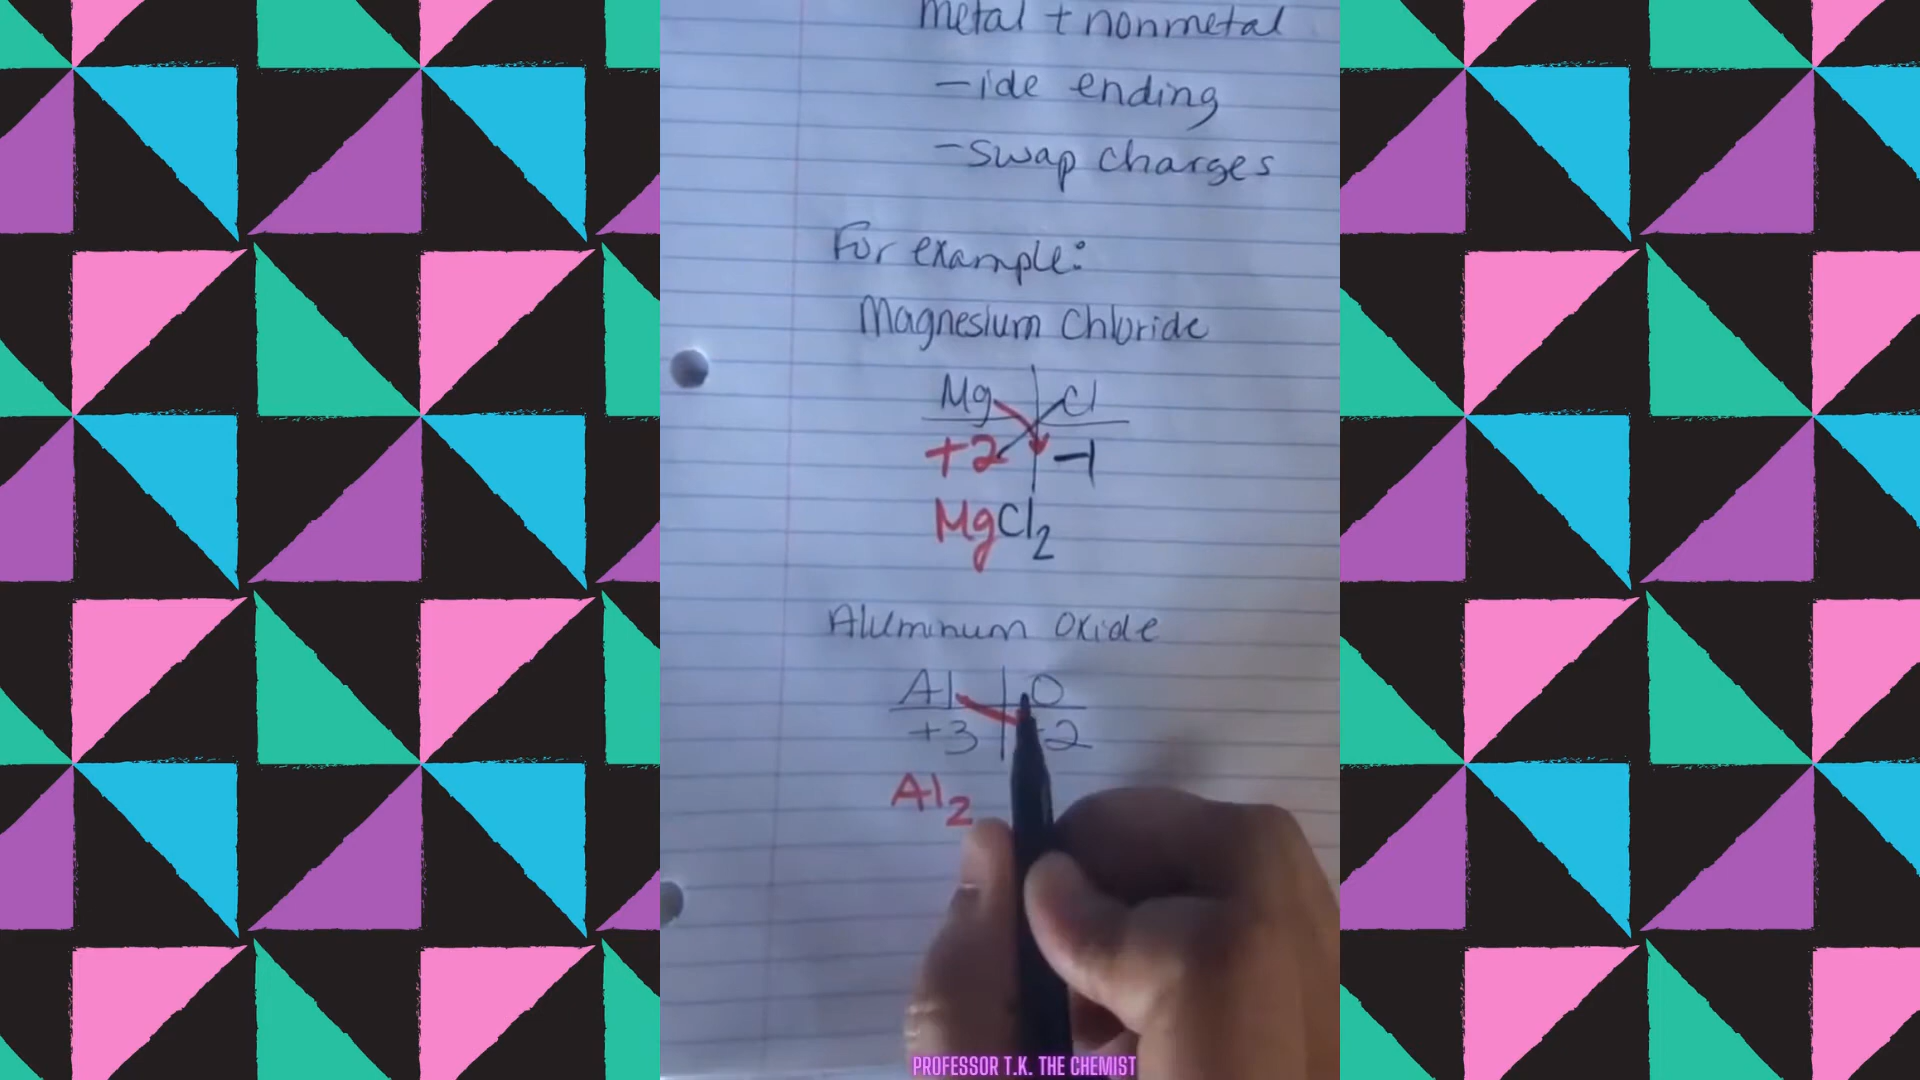 metal + nonmetal
-ide ending
-swap charges
For example:
Magnesium Chloride
Mg Cl
+2 -1
MgCl2
Aluminum Oxide
Al O
+3 -2
Al2
PROFESSOR T.K. THE CHEMIST